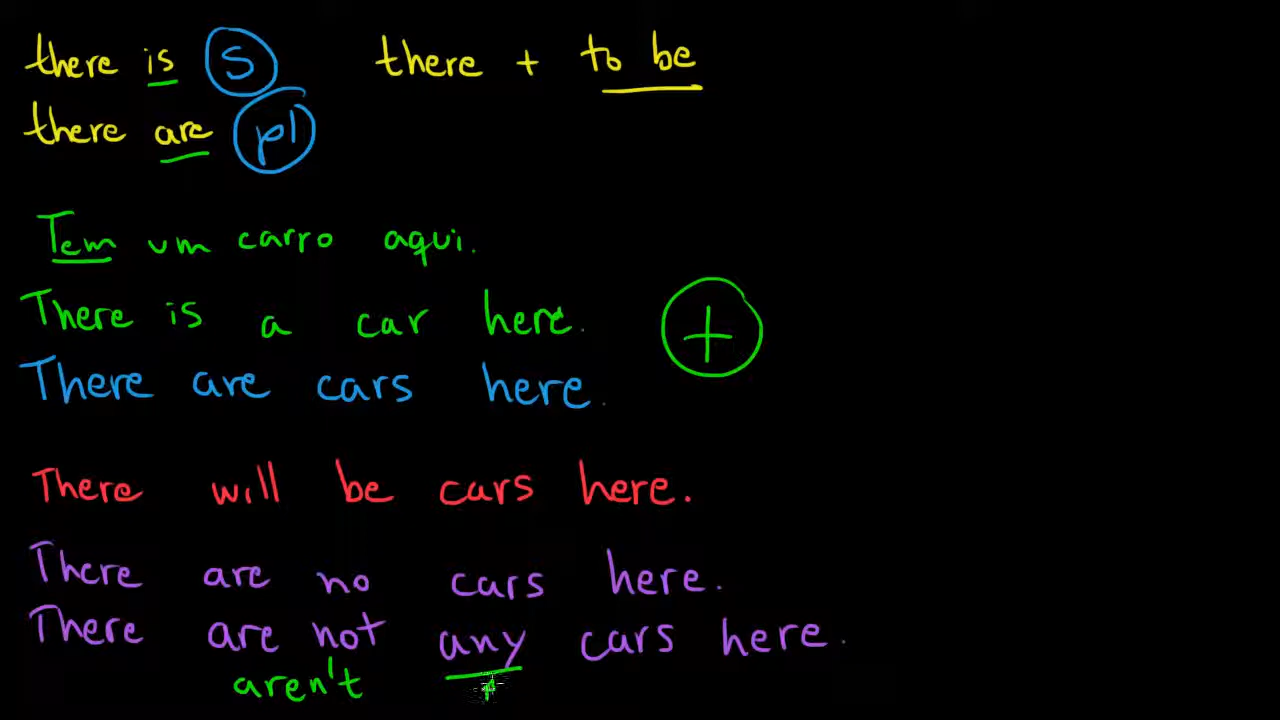 there is S there + to be
there are pl
Tem um carro aqui.
There is a car here. +
There are cars here.
There will be cars here.
There are no cars here.
There are not any cars here.
aren't